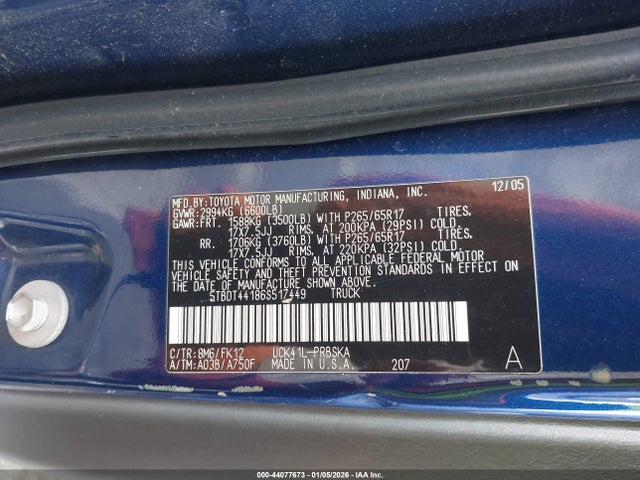 MFD. BY: TOYOTA MOTOR MANUFACTURING, INDIANA, INC. 12/05
GVWR: 2994KG (6600LB)
GAWR: FRT. 1588KG (3500LB) WITH P265/65R17 TIRES,
17X7.5JJ RIMS, AT 200KPA (29PSI) COLD.
RR. 1706KG (3760LB) WITH P265/65R17 TIRES,
17X7.5JJ RIMS, AT 220KPA (32PSI) COLD.
THIS VEHICLE CONFORMS TO ALL APPLICABLE FEDERAL MOTOR
VEHICLE SAFETY AND THEFT PREVENTION STANDARDS IN EFFECT
ON THE DATE OF MANUFACTURE SHOWN ABOVE.
5TBDT44186S517449 TRUCK
C/TR: 8M6/FK12 UCK41L-PRBSKA
A/TM: A03B/A750F MADE IN U.S.A. 207 A
000-44077673 - 01/05/2026 - IAA Inc.